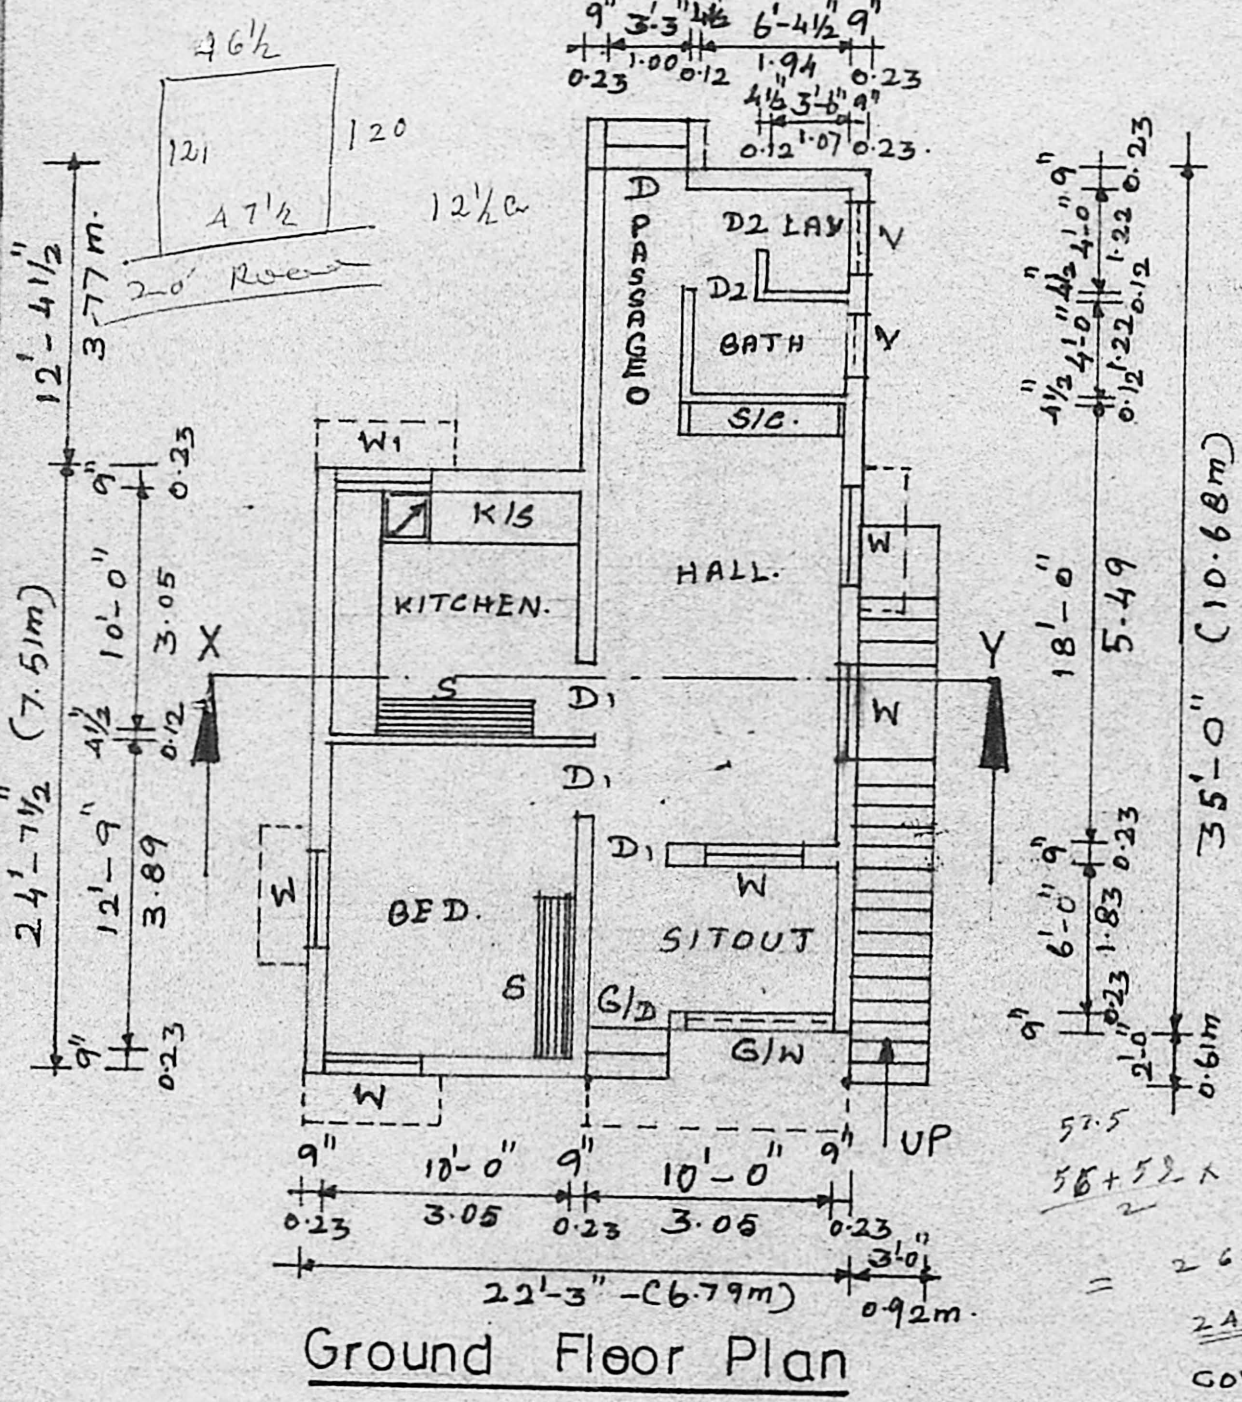 9" 3'-3" 4½ 6'-4½" 9"
0.23 1.00 0.12 1.94 0.23
4½ 3'-6" 9"
0.12 1.07 0.23.
46½
121
120
47½
12½
20' Road
12'-4½"
3.77 m.
24'-7½" (7.51m)
9"
0.23
10'-0"
3.05
4½"
0.12
12'-9"
3.89
9"
0.23
D
PASSAGE
O
D2 LAV
V
D2
BATH
V
S/C.
W1
K/S
KITCHEN.
HALL.
W
X
Y
S
D1
W
D1
D1
W
W
BED.
SITOUT
S
G/D
G/W
W
UP
9"
0.23
4'-0"
1.22
4½"
0.12
4'-0"
1.22
4½"
0.12
18'-0"
5.49
9"
0.23
6'-0"
1.83
9"
0.23
35'-0" (10.68m)
2'-0"
0.61m
9" 10'-0" 9" 10'-0" 9"
0.23 3.05 0.23 3.05 0.23
22'-3" -(6.79m)
3'-0"
0.92m.
57.5
=
Ground Floor Plan